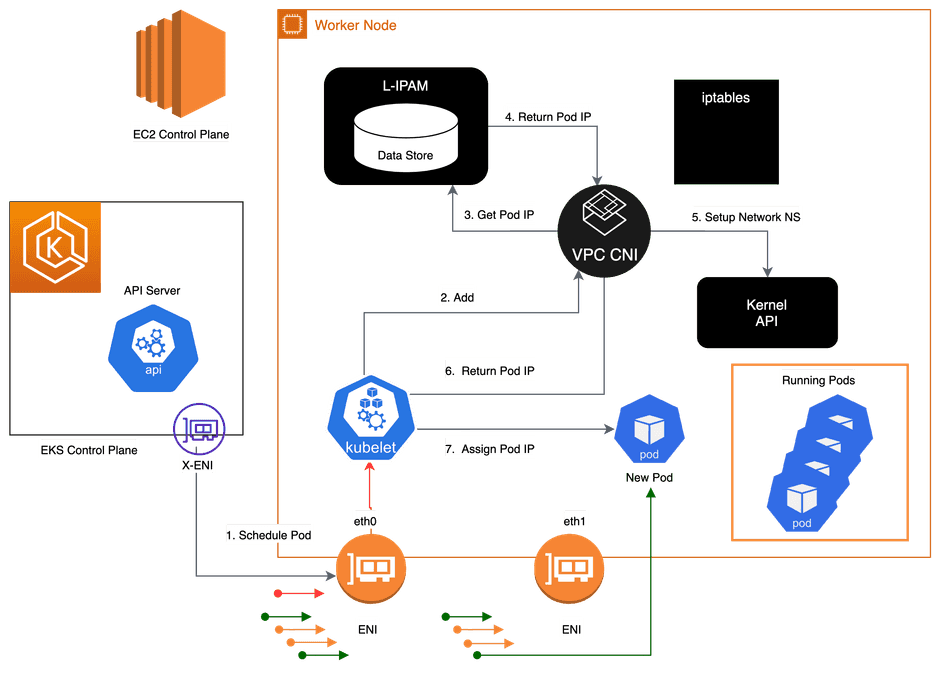 Worker Node
EC2 Control Plane
L-IPAM
Data Store
4. Return Pod IP
iptables
3. Get Pod IP
VPC CNI
5. Setup Network NS
K
API Server
api
EKS Control Plane
X-ENI
2. Add
Kernel
API
6. Return Pod IP
kubelet
7. Assign Pod IP
pod
New Pod
Running Pods
pod
1. Schedule Pod
eth0
eth1
ENI
ENI